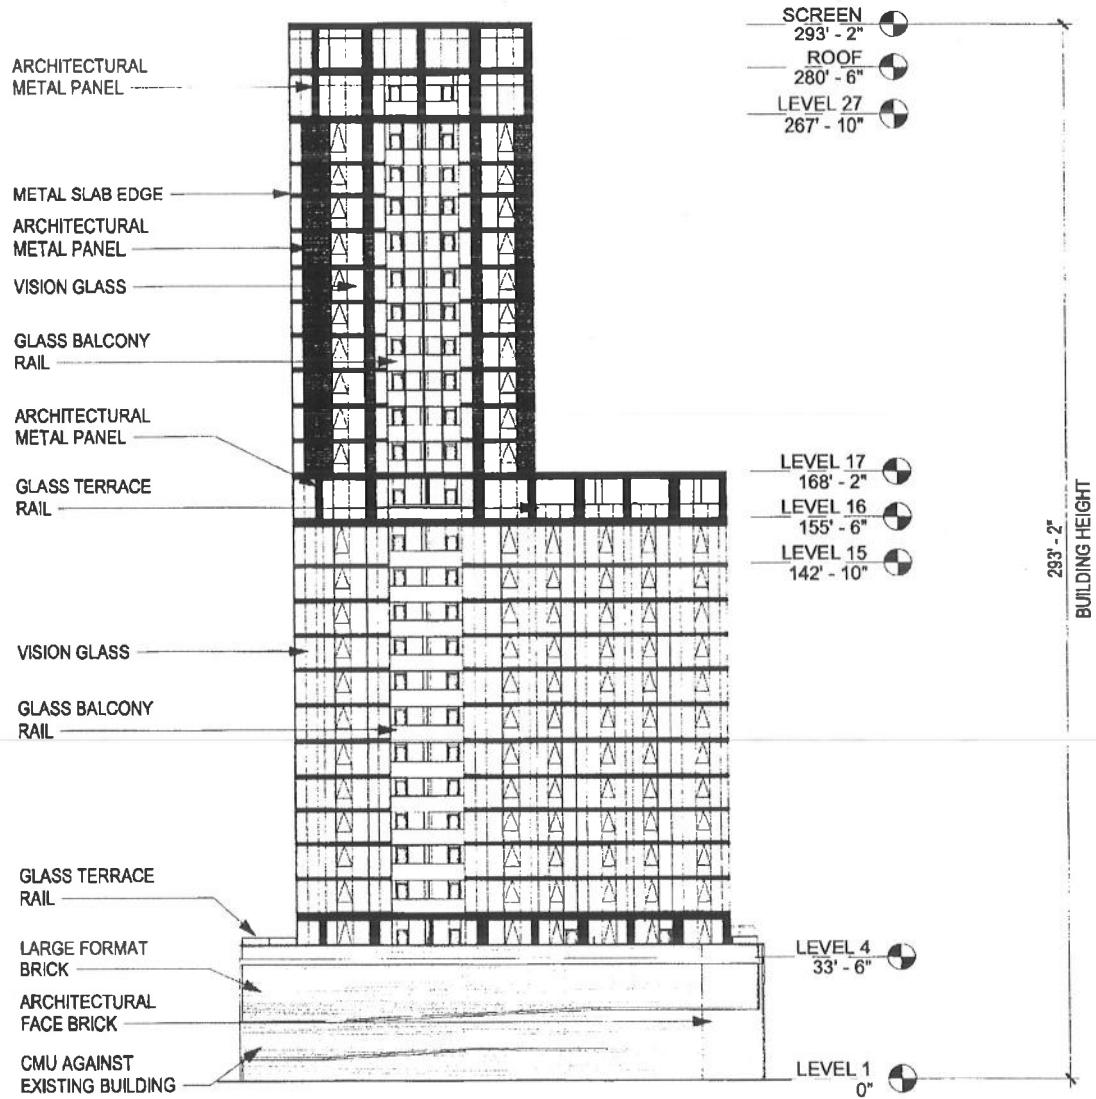 SCREEN
293' - 2"
ROOF
280' - 6"
LEVEL 27
267' - 10"
ARCHITECTURAL
METAL PANEL
METAL SLAB EDGE
ARCHITECTURAL
METAL PANEL
VISION GLASS
GLASS BALCONY
RAIL
ARCHITECTURAL
METAL PANEL
GLASS TERRACE
RAIL
LEVEL 17
168' - 2"
LEVEL 16
155' - 6"
LEVEL 15
142' - 10"
293' - 2"
BUILDING HEIGHT
VISION GLASS
GLASS BALCONY
RAIL
GLASS TERRACE
RAIL
LARGE FORMAT
BRICK
ARCHITECTURAL
FACE BRICK
CMU AGAINST
EXISTING BUILDING
LEVEL 4
33' - 6"
LEVEL 1
0"